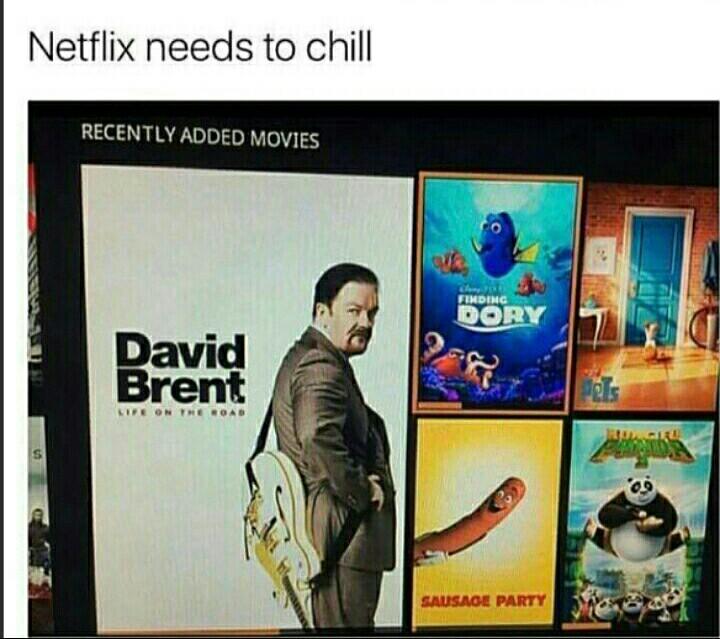 Netflix needs to chill
RECENTLY ADDED MOVIES
David
Brent
LIFE ON THE ROAD
FINDING
DORY
PETS
SAUSAGE PARTY
S